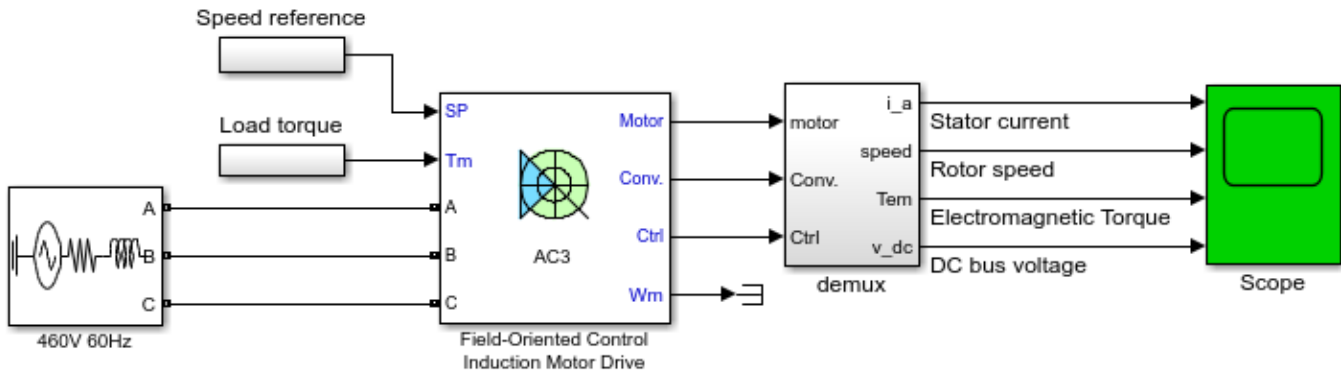 Speed reference
Load torque
SP
Tm
A
B
C
Motor
Conv.
Ctrl
Wm
AC3
A
B
C
460V 60Hz
Field-Oriented Control
Induction Motor Drive
motor
Conv.
Ctrl
i_a
speed
Tem
v_dc
demux
Stator current
Rotor speed
Electromagnetic Torque
DC bus voltage
Scope